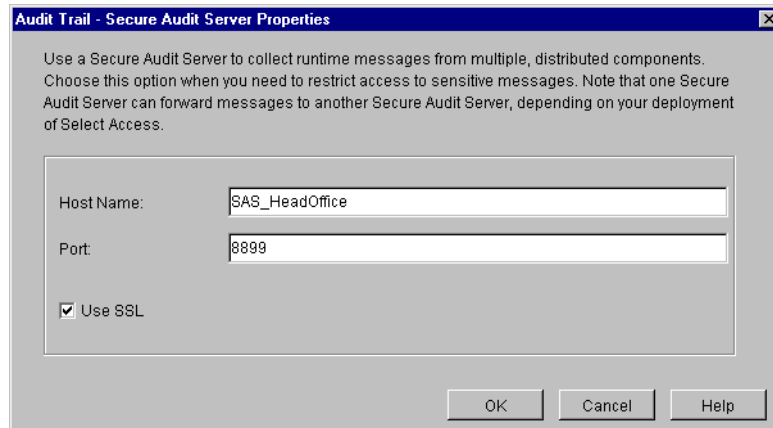 Audit Trail - Secure Audit Server Properties
Use a Secure Audit Server to collect runtime messages from multiple, distributed components.
Choose this option when you need to restrict access to sensitive messages. Note that one Secure
Audit Server can forward messages to another Secure Audit Server, depending on your deployment
of Select Access.
Host Name: SAS_HeadOffice
Port: 8899
Use SSL
OK Cancel Help